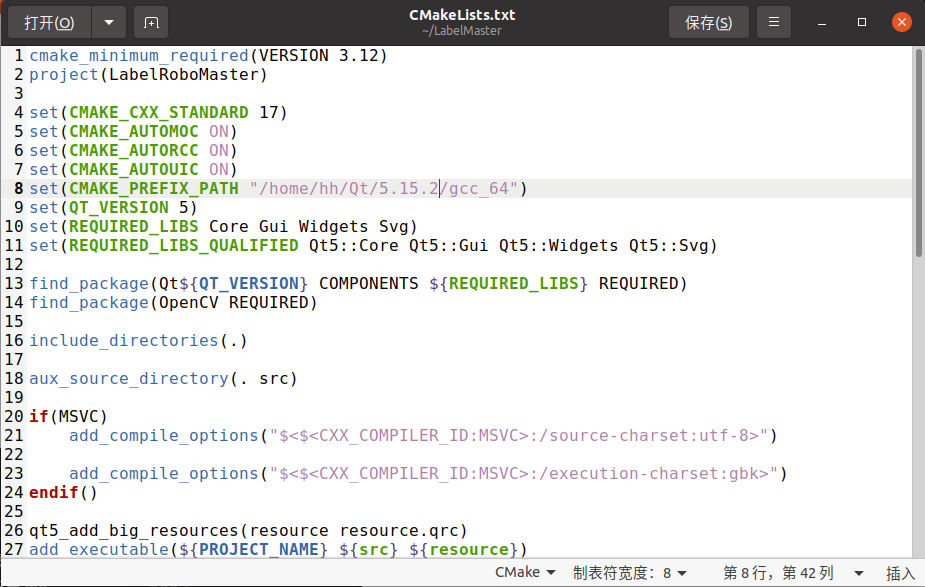 打开(O)
CMakeLists.txt
~/LabelMaster
保存(S)
1 cmake_minimum_required(VERSION 3.12)
2 project(LabelRoboMaster)
3
4 set(CMAKE_CXX_STANDARD 17)
5 set(CMAKE_AUTOMOC ON)
6 set(CMAKE_AUTORCC ON)
7 set(CMAKE_AUTOUIC ON)
8 set(CMAKE_PREFIX_PATH "/home/hh/Qt/5.15.2/gcc_64")
9 set(QT_VERSION 5)
10 set(REQUIRED_LIBS Core Gui Widgets Svg)
11 set(REQUIRED_LIBS_QUALIFIED Qt5::Core Qt5::Gui Qt5::Widgets Qt5::Svg)
12
13 find_package(Qt${QT_VERSION} COMPONENTS ${REQUIRED_LIBS} REQUIRED)
14 find_package(OpenCV REQUIRED)
15
16 include_directories(.)
17
18 aux_source_directory(. src)
19
20 if(MSVC)
21     add_compile_options("$<$<CXX_COMPILER_ID:MSVC>:/source-charset:utf-8>")
22
23     add_compile_options("$<$<CXX_COMPILER_ID:MSVC>:/execution-charset:gbk>")
24 endif()
25
26 qt5_add_big_resources(resource resource.qrc)
27 add_executable(${PROJECT_NAME} ${src} ${resource})
CMake 制表符宽度：8 第 8 行，第 42 列 插入